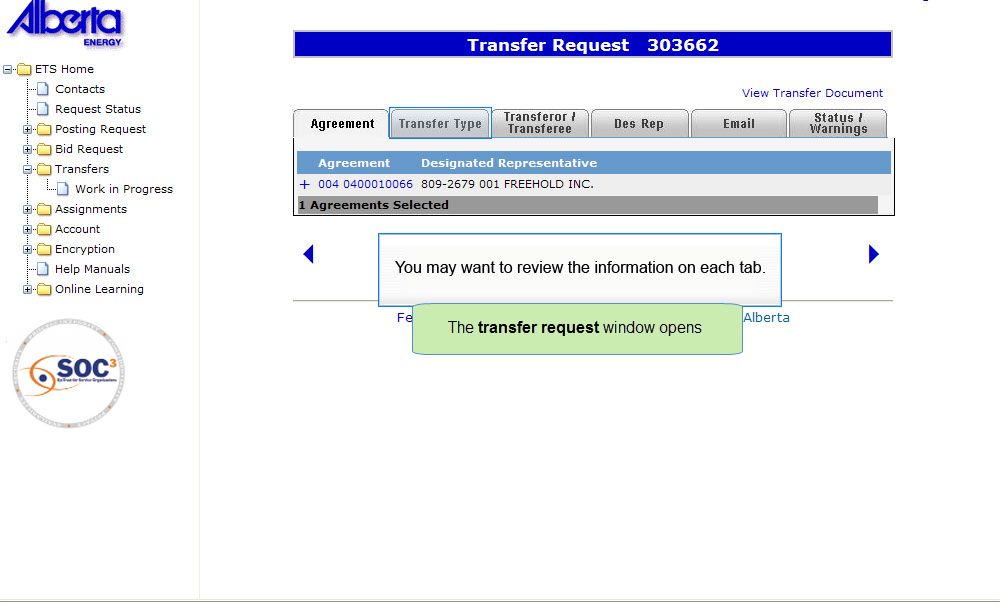 Alberta
ENERGY
ETS Home
Contacts
Request Status
Posting Request
Bid Request
Transfers
Work in Progress
Assignments
Account
Encryption
Help Manuals
Online Learning
SOC3
Transfer Request 303662
View Transfer Document
Agreement
Transfer Type
Transferor /
Transferee
Des Rep
Email
Status /
Warnings
Agreement Designated Representative
+ 004 0400010066 809-2679 001 FREEHOLD INC.
1 Agreements Selected
You may want to review the information on each tab.
Fe
Alberta
The transfer request window opens